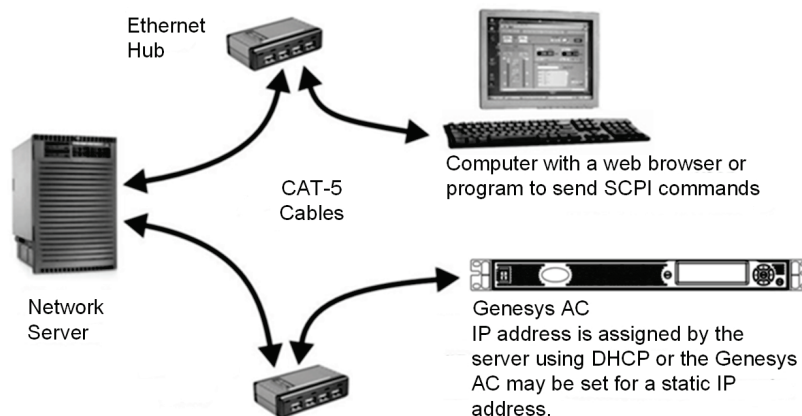 Ethernet
Hub
Computer with a web browser or
program to send SCPI commands
CAT-5
Cables
Network
Server
Genesys AC
IP address is assigned by the
server using DHCP or the Genesys
AC may be set for a static IP
address.